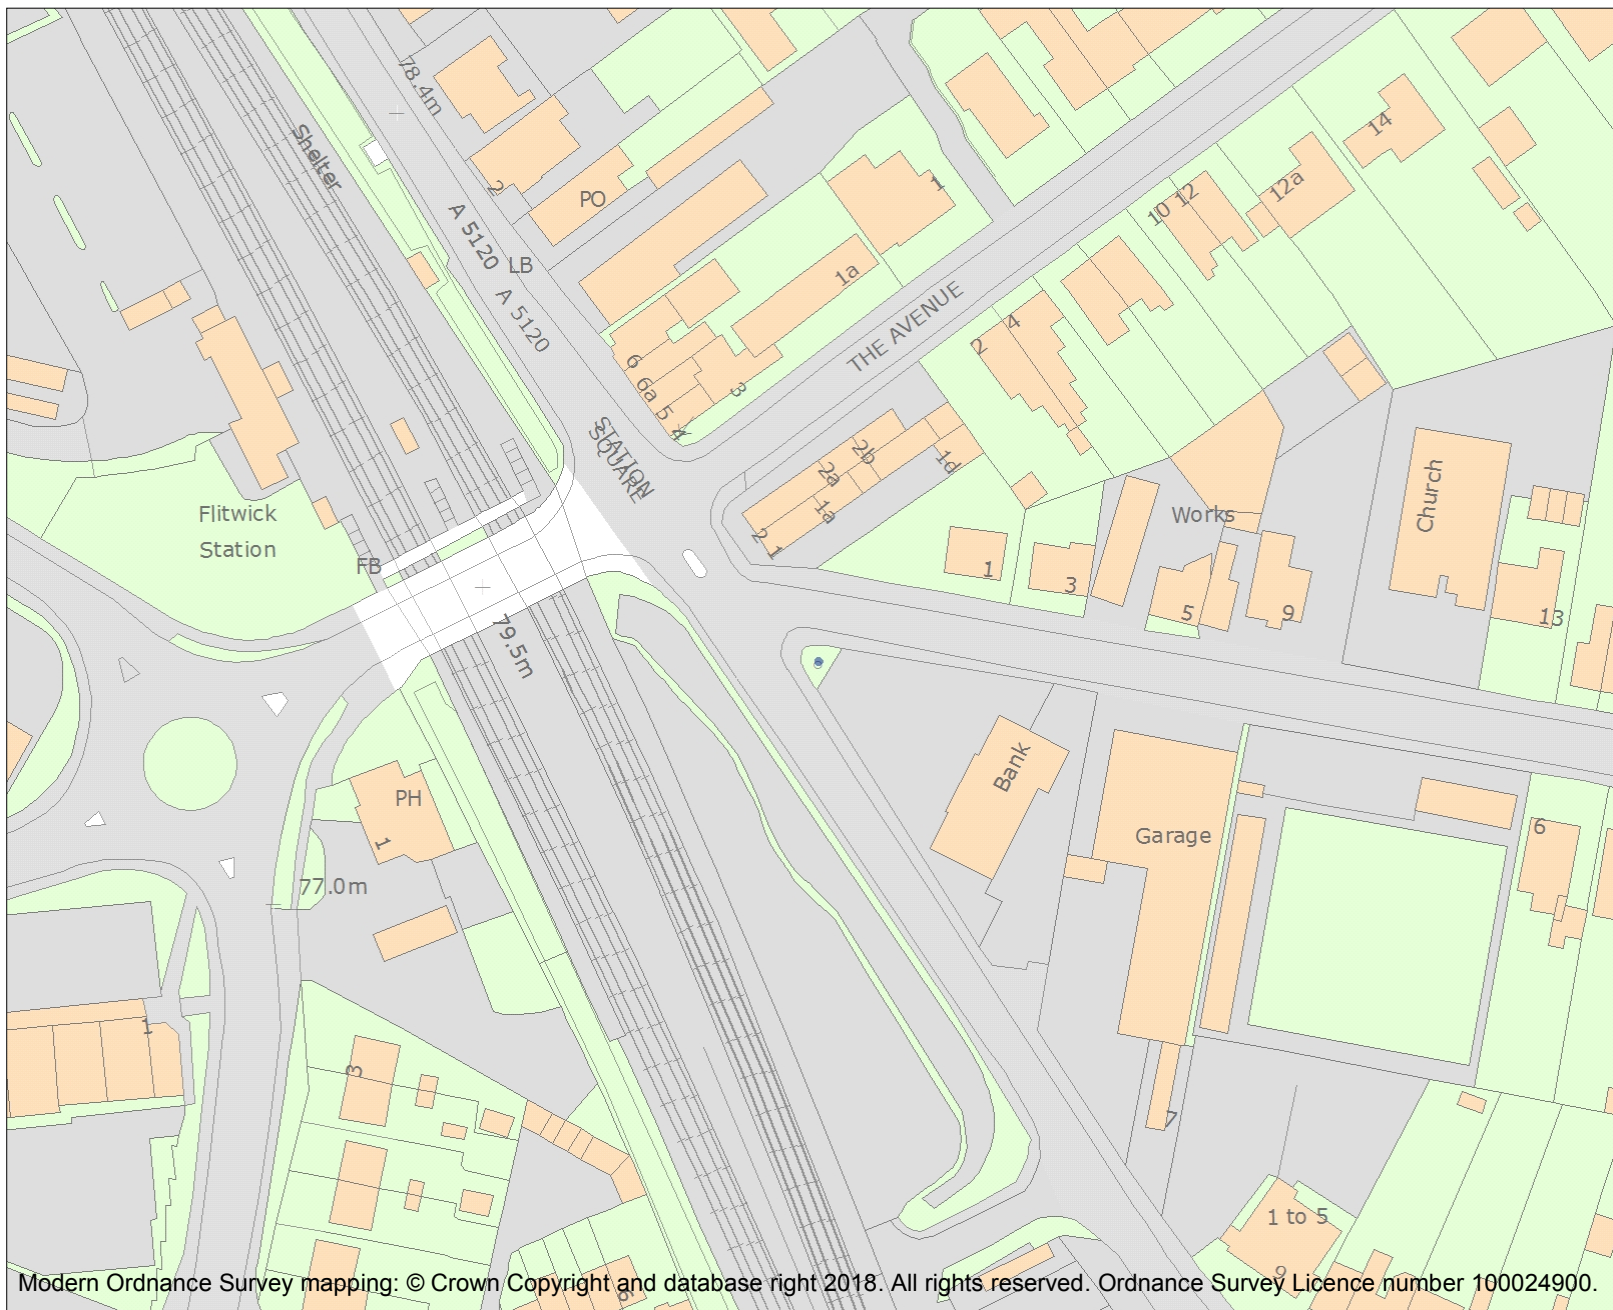 78.4m
Shelter
2
PO
A 5120
LB
A 5120
1
1a
THE AVENUE
10 12
12a
14
4
2
6
6a
5
4
3
STATION
SQUARE
2b
2a
1a
1d
2
1
Flitwick
Station
FB
79.5m
Works
Church
1
3
5
9
13
Bank
Garage
6
PH
1
77.0m
1
3
7
1 to 5
9
6
Modern Ordnance Survey mapping: © Crown Copyright and database right 2018. All rights reserved. Ordnance Survey Licence number 100024900.